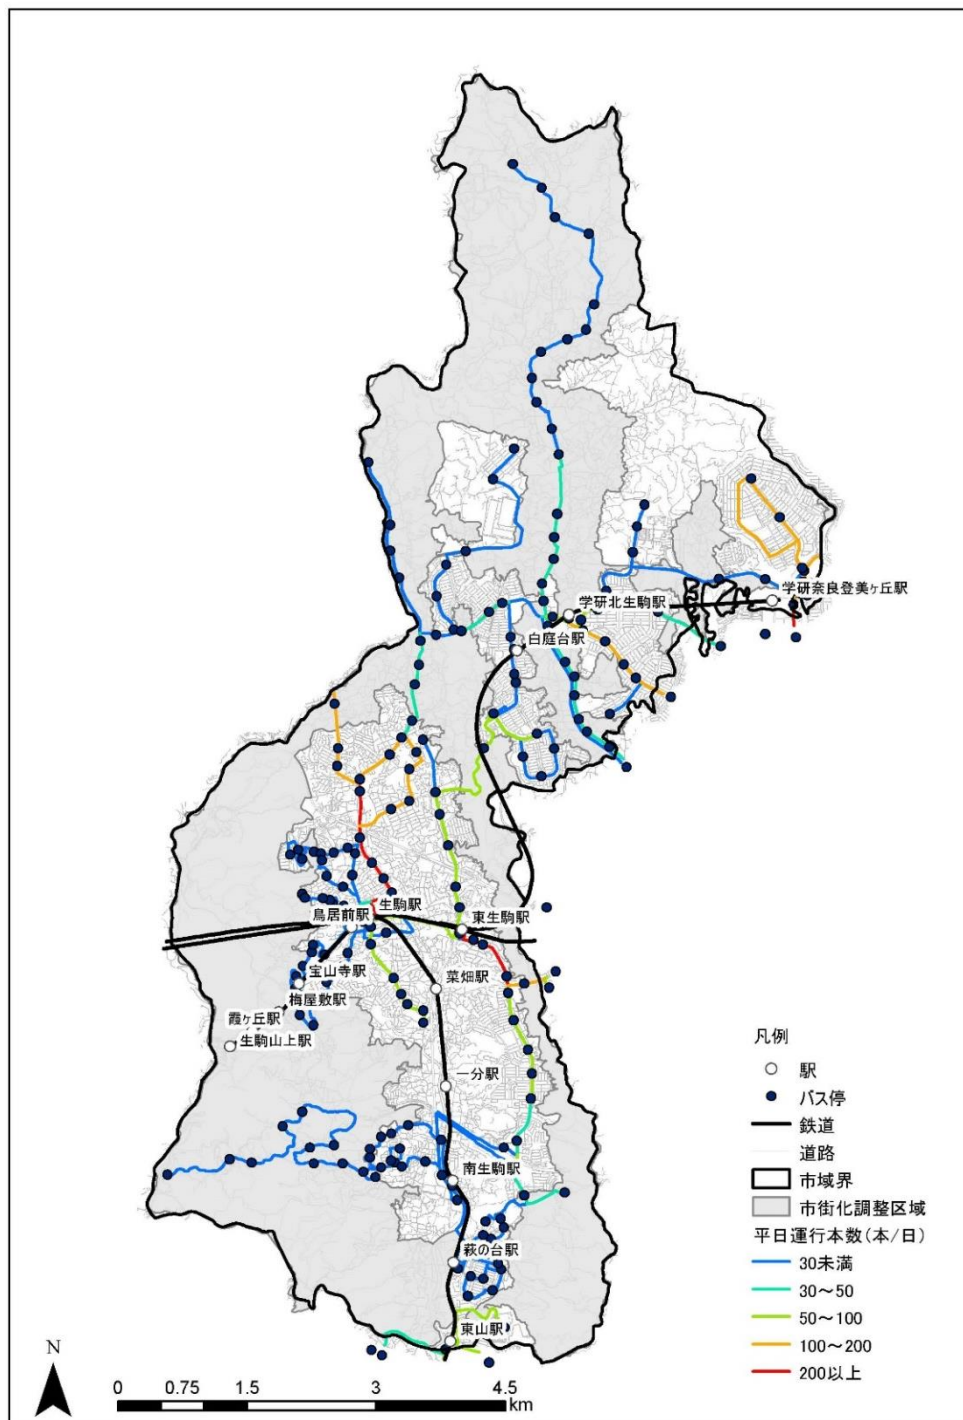 学研奈良登美ヶ丘駅
学研北生駒駅
白庭台駅
生駒駅
鳥居前駅
東生駒駅
宝山寺駅
菜畑駅
梅屋敷駅
霞ヶ丘駅
生駒山上駅
一分駅
南生駒駅
萩の台駅
東山駅
凡例
駅
バス停
鉄道
道路
市域界
市街化調整区域
平日運行本数(本/日)
30未満
30～50
50～100
100～200
200以上
N
0 0.75 1.5 3 4.5
km